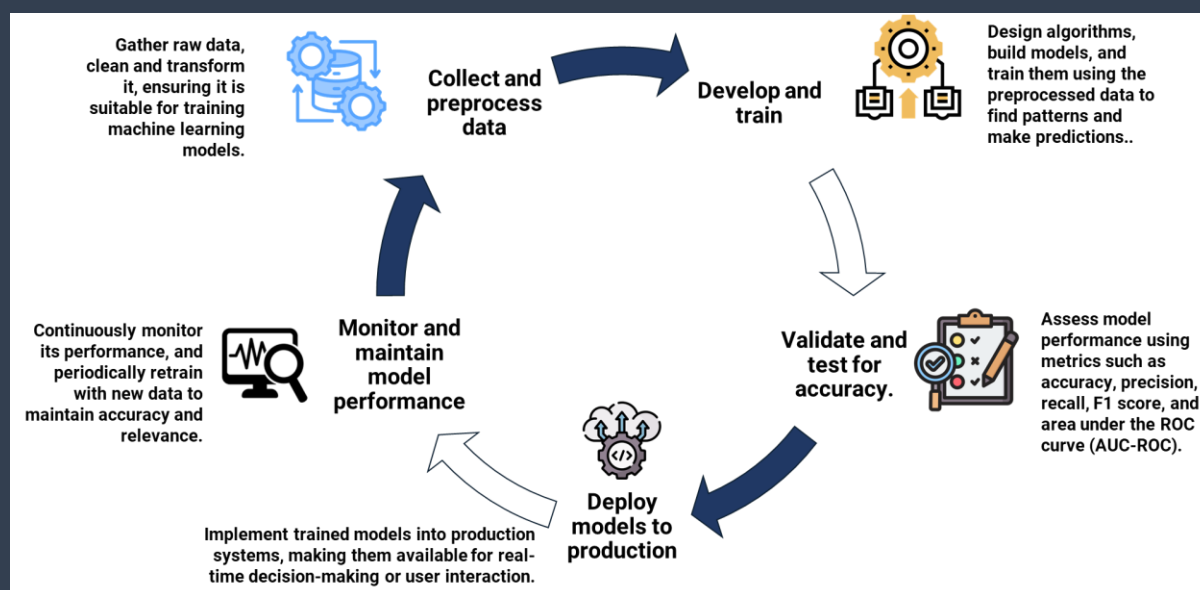 Gather raw data,
clean and transform
it, ensuring it is
suitable for training
machine learning
models.
Collect and
preprocess
data
Develop and
train
Design algorithms,
build models, and
train them using the
preprocessed data to
find patterns and
make predictions..
Validate and
test for
accuracy.
Assess model
performance using
metrics such as
accuracy, precision,
recall, F1 score, and
area under the ROC
curve (AUC-ROC).
</>
Deploy
models to
production
Implement trained models into production
systems, making them available for real-
time decision-making or user interaction.
Monitor and
maintain
model
performance
Continuously monitor
its performance, and
periodically retrain
with new data to
maintain accuracy and
relevance.